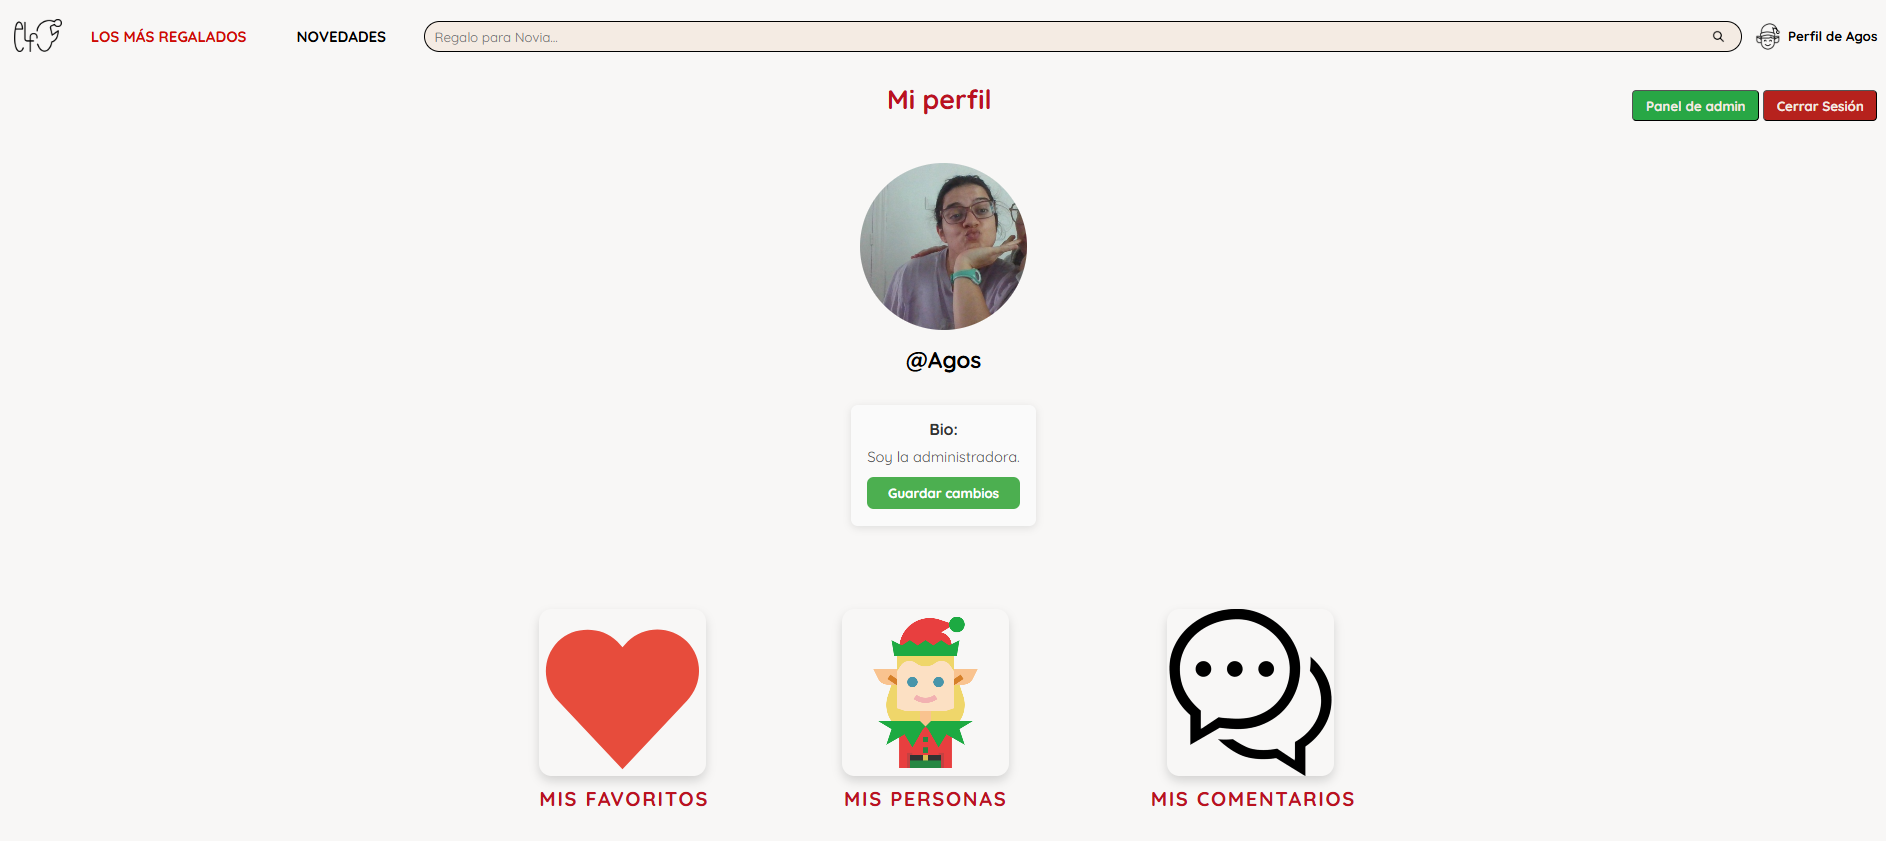 elf
LOS MÁS REGALADOS
NOVEDADES
Regalo para Novia...
Perfil de Agos
Mi perfil
Panel de admin
Cerrar Sesión
@Agos
Bio:
Soy la administradora.
Guardar cambios
MIS FAVORITOS
MIS PERSONAS
MIS COMENTARIOS